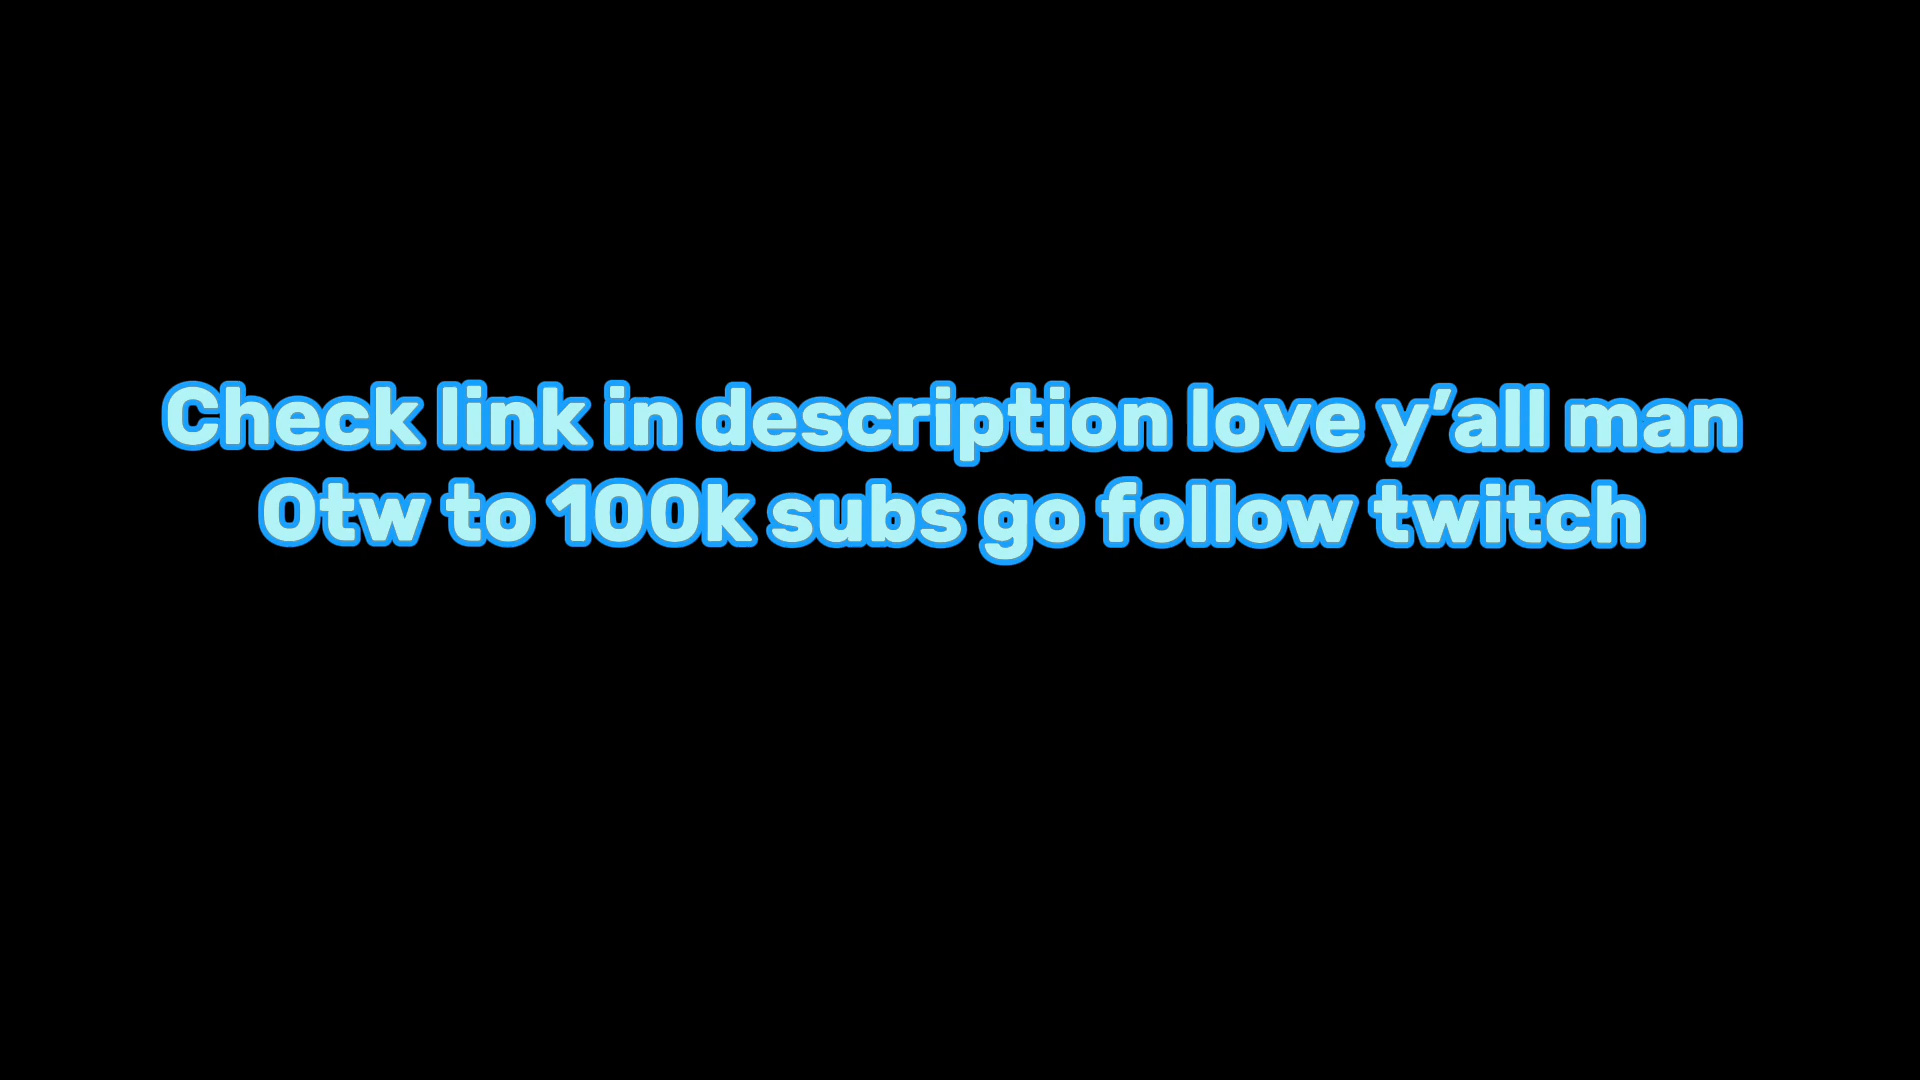 Check link in description love y’all man
Otw to 100k subs go follow twitch